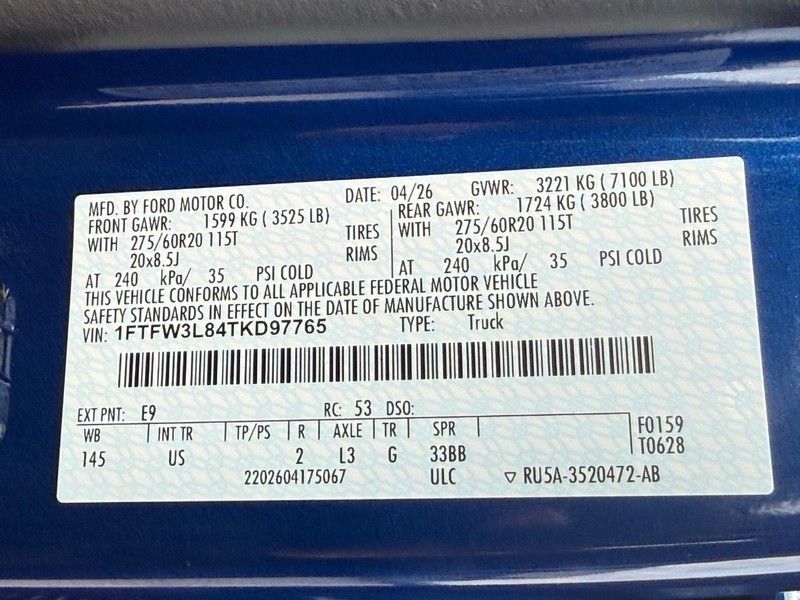 MFD. BY FORD MOTOR CO. DATE: 04/26 GVWR: 3221 KG ( 7100 LB)
FRONT GAWR: 1599 KG ( 3525 LB) REAR GAWR: 1724 KG ( 3800 LB)
WITH 275/60R20 115T TIRES WITH 275/60R20 115T TIRES
20x8.5J RIMS 20x8.5J RIMS
AT 240 kPa/ 35 PSI COLD AT 240 kPa/ 35 PSI COLD
THIS VEHICLE CONFORMS TO ALL APPLICABLE FEDERAL MOTOR VEHICLE
SAFETY STANDARDS IN EFFECT ON THE DATE OF MANUFACTURE SHOWN ABOVE.
VIN: 1FTFW3L84TKD97765 TYPE: Truck
EXT PNT: E9 RC: 53 DSO:
WB INT TR TP/PS R AXLE TR SPR F0159
145 US 2 L3 G 33BB T0628
2202604175067 ULC ▽ RU5A-3520472-AB